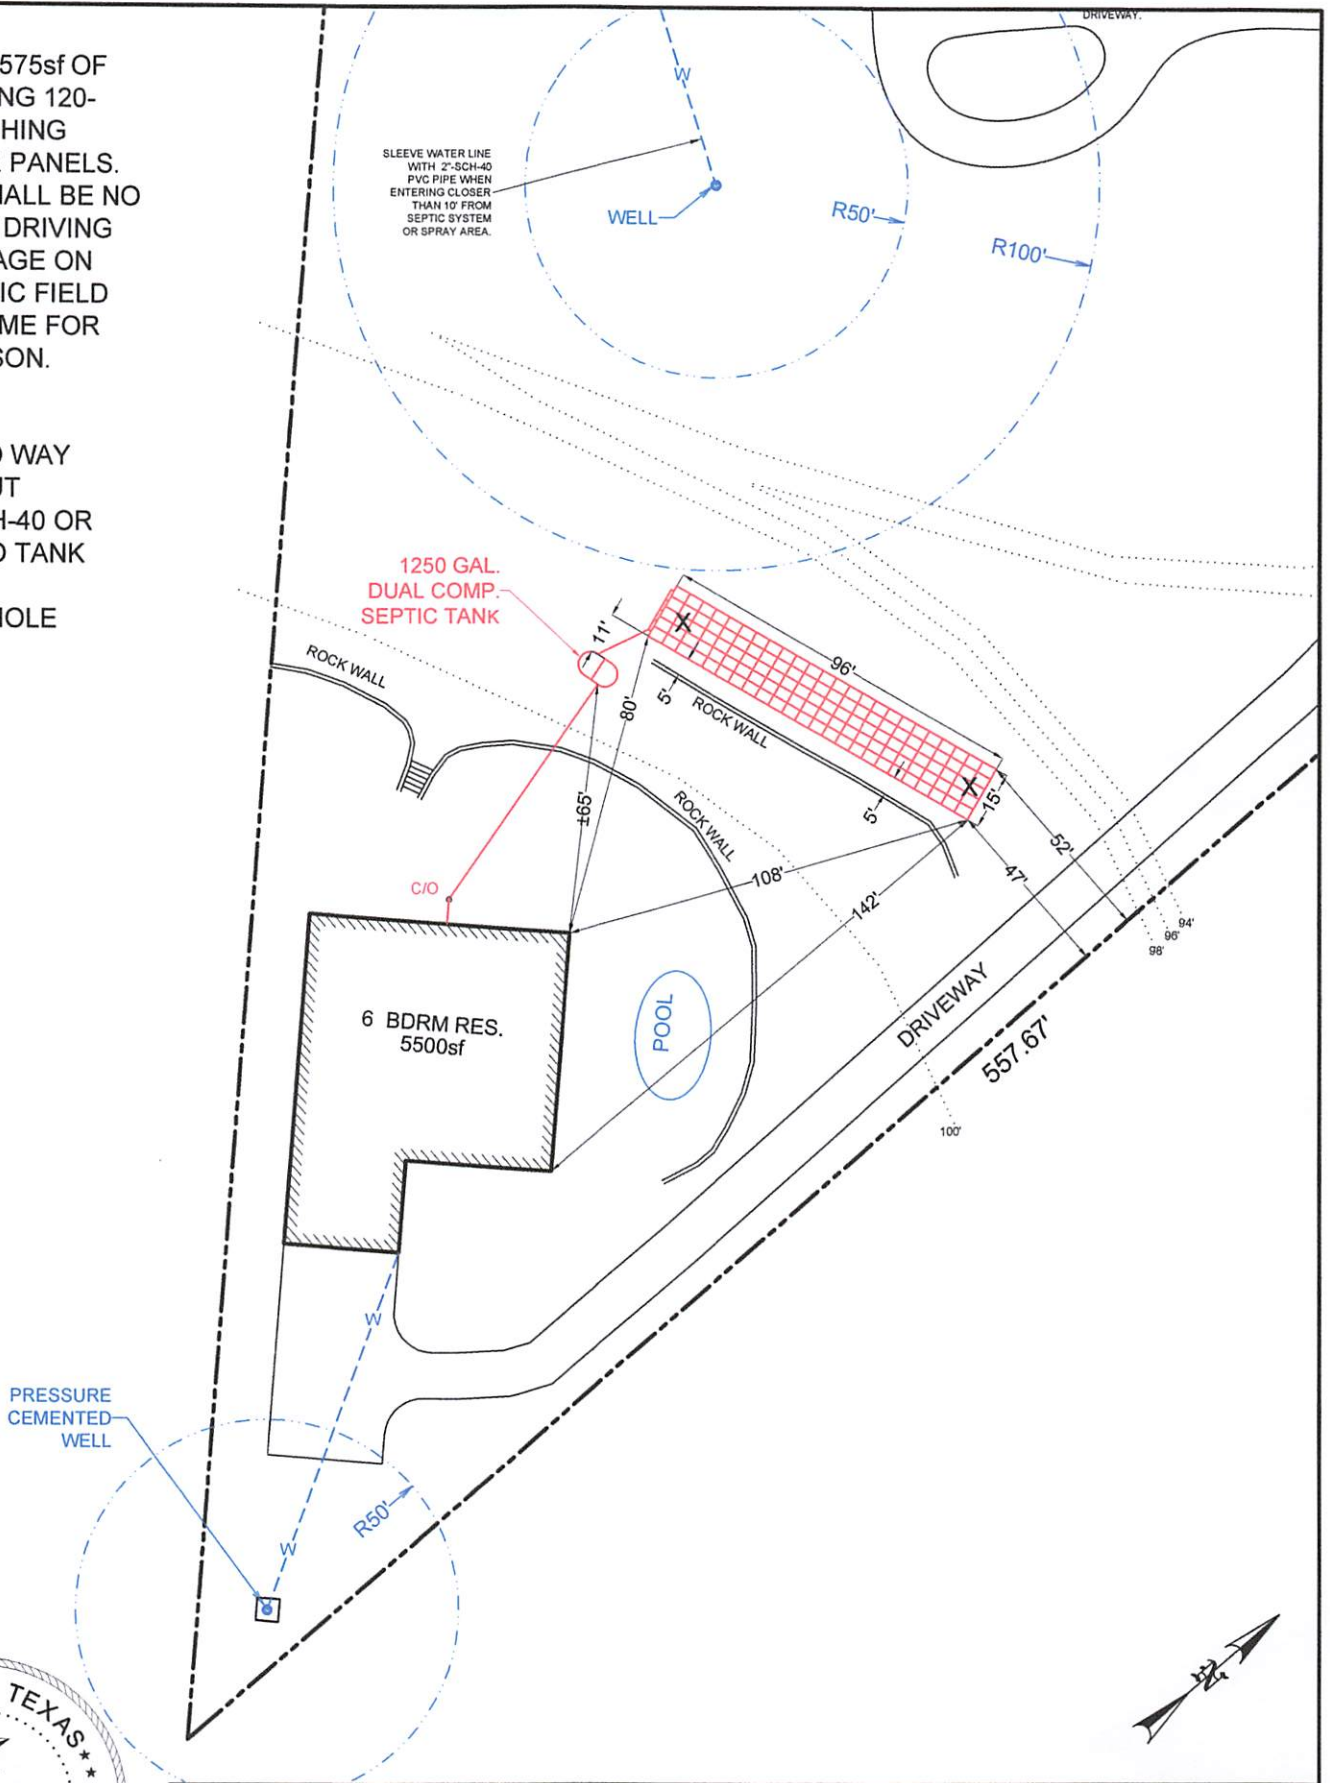 575sf OF
NG 120-
CHING
PANELS.
HALL BE NO
DRIVING
AGE ON
IC FIELD
ME FOR
SON.
WAY
UT
H-40 OR
TANK
HOLE
DRIVEWAY.
W
SLEEVE WATER LINE
WITH 2"-SCH-40
PVC PIPE WHEN
ENTERING CLOSER
THAN 10' FROM
SEPTIC SYSTEM
OR SPRAY AREA.
WELL
R50'
R100'
1250 GAL.
DUAL COMP.
SEPTIC TANK
11'
X
96'
ROCK WALL
80'
5'
ROCK WALL
X
15'
±65'
ROCK WALL
5'
52'
47'
C/O
108'
142'
94'
96'
98'
6 BDRM RES.
5500sf
POOL
DRIVEWAY
557.67'
100'
W
PRESSURE
CEMENTED
WELL
R50'
W
N
TEXAS